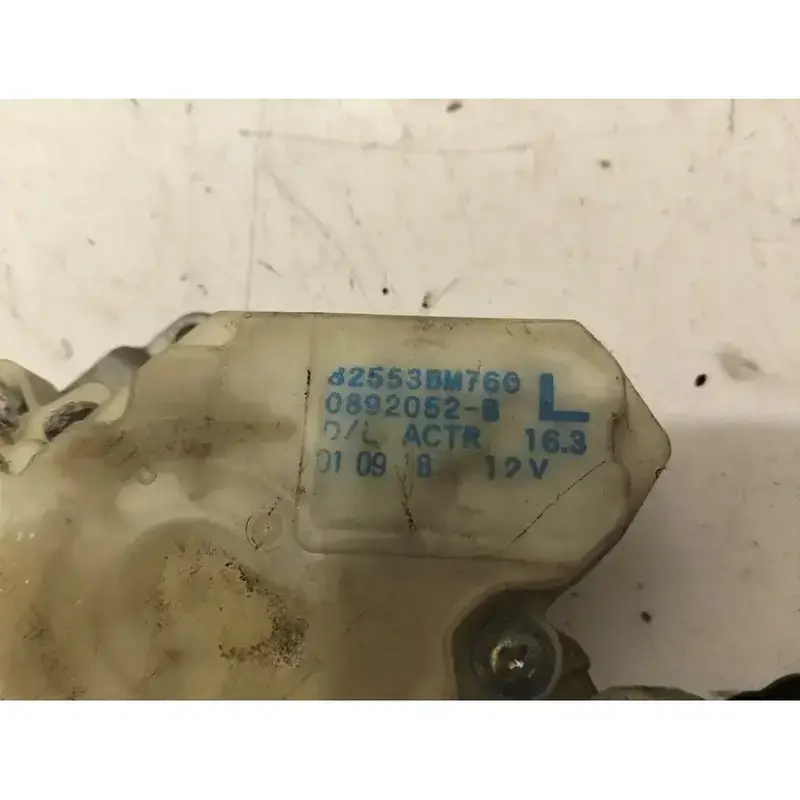 82553BM760
0892052-B L
D/L ACTR 16.3
01 09 18 12V